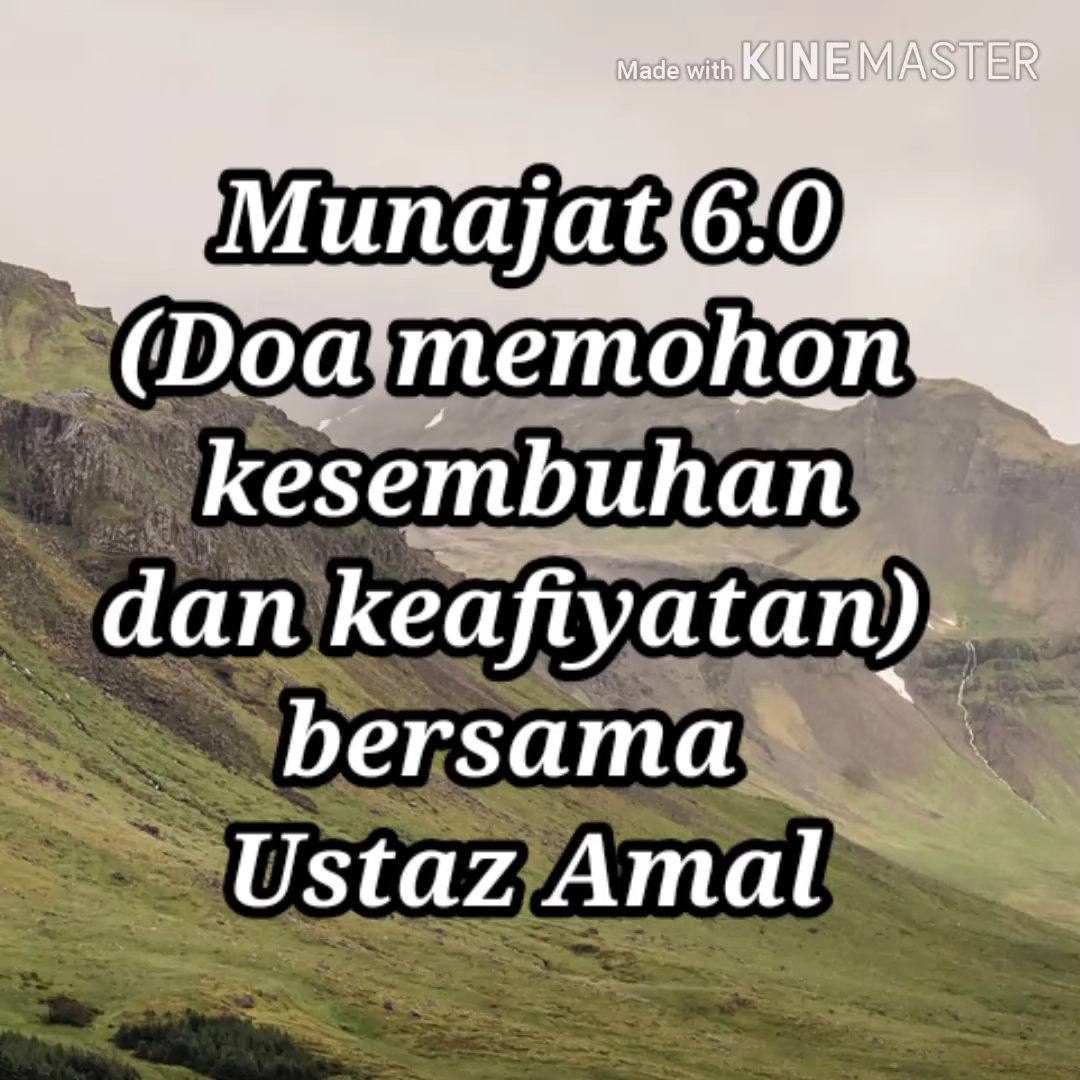 Made with KINEMASTER
Munajat 6.0
(Doa memohon
kesembuhan
dan keafiyatan)
bersama
Ustaz Amal